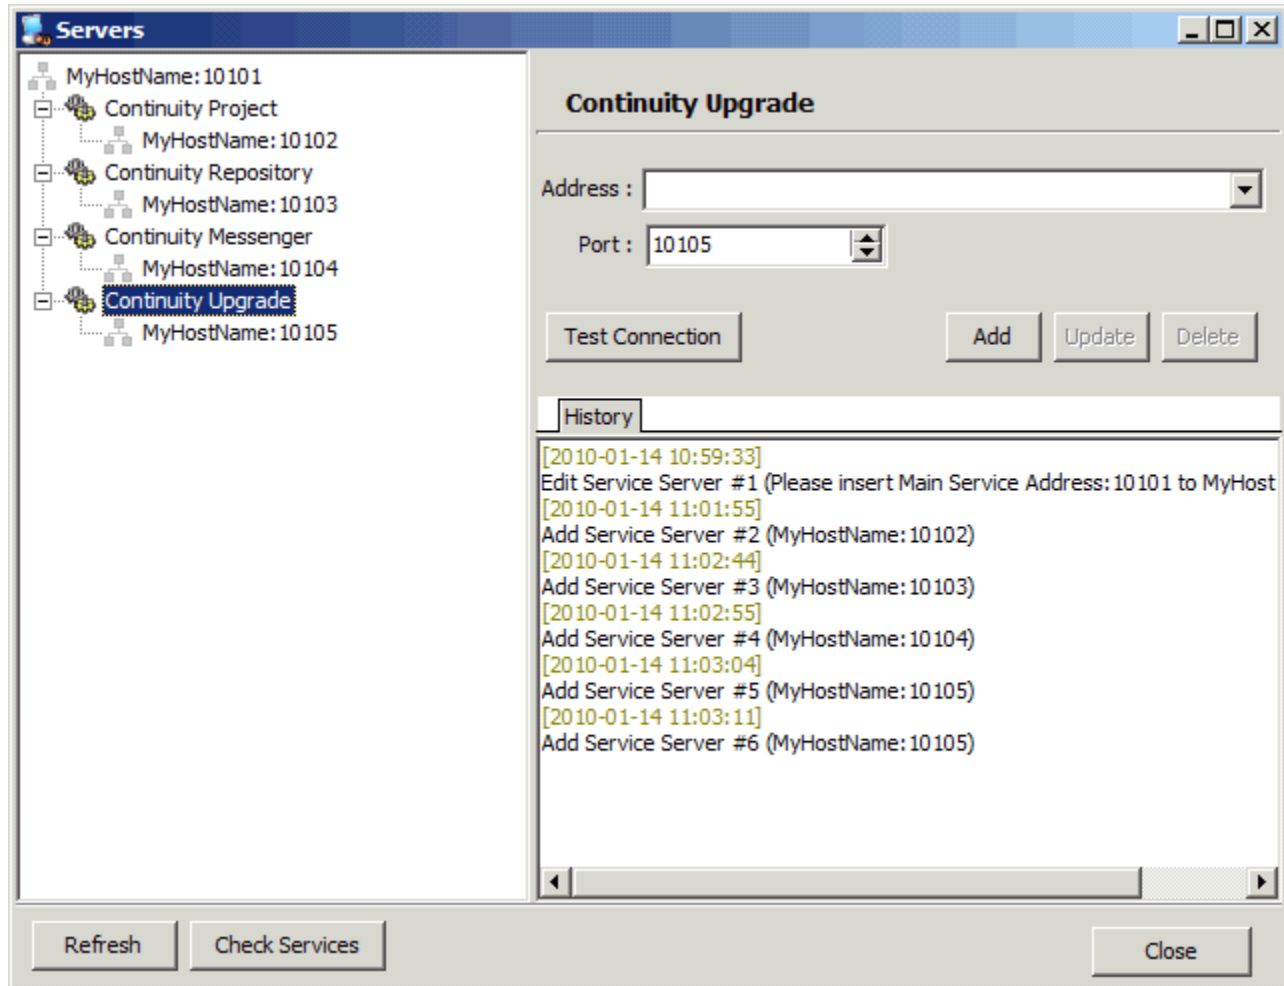 Servers
MyHostName:10101
Continuity Project
MyHostName:10102
Continuity Repository
MyHostName:10103
Continuity Messenger
MyHostName:10104
Continuity Upgrade
MyHostName:10105
Continuity Upgrade
Address :
Port : 10105
Test Connection Add Update Delete
History
[2010-01-14 10:59:33]
Edit Service Server #1 (Please insert Main Service Address:10101 to MyHost
[2010-01-14 11:01:55]
Add Service Server #2 (MyHostName:10102)
[2010-01-14 11:02:44]
Add Service Server #3 (MyHostName:10103)
[2010-01-14 11:02:55]
Add Service Server #4 (MyHostName:10104)
[2010-01-14 11:03:04]
Add Service Server #5 (MyHostName:10105)
[2010-01-14 11:03:11]
Add Service Server #6 (MyHostName:10105)
Refresh Check Services Close